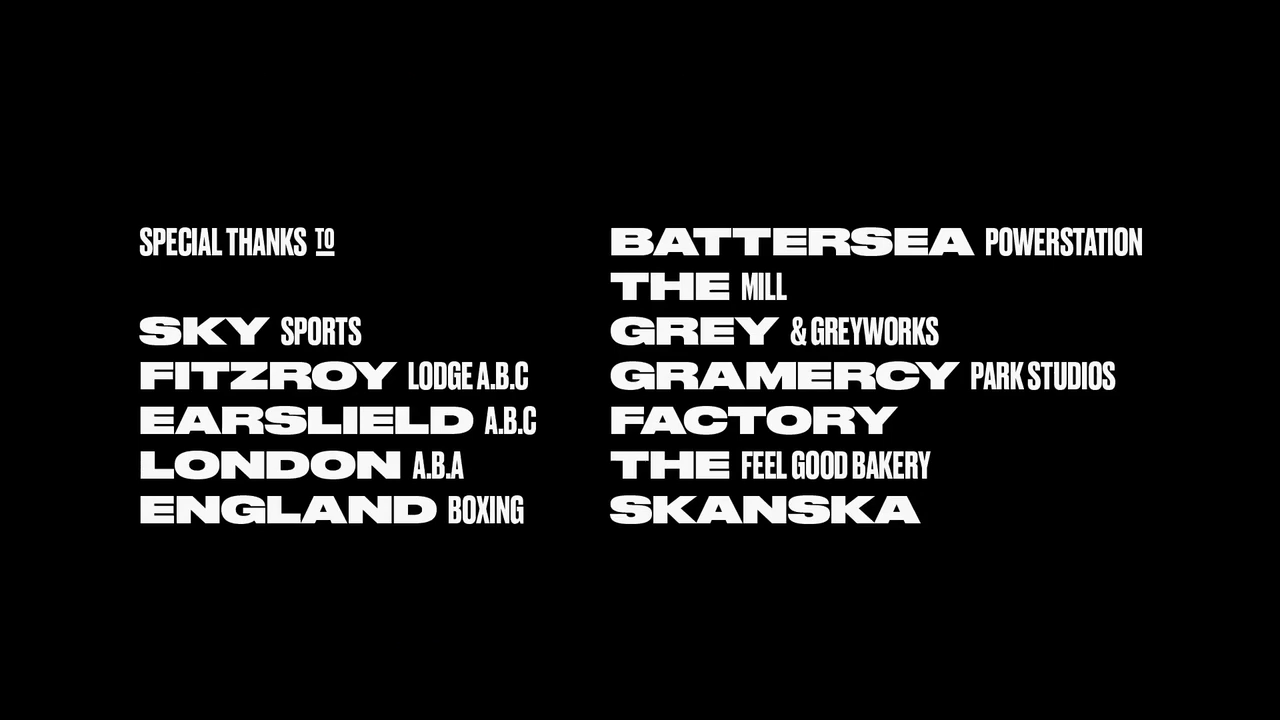 SPECIAL THANKS TO
SKY SPORTS
FITZROY LODGE A.B.C
EARSLIELD A.B.C
LONDON A.B.A
ENGLAND BOXING
BATTERSEA POWERSTATION
THE MILL
GREY & GREYWORKS
GRAMERCY PARK STUDIOS
FACTORY
THE FEEL GOOD BAKERY
SKANSKA